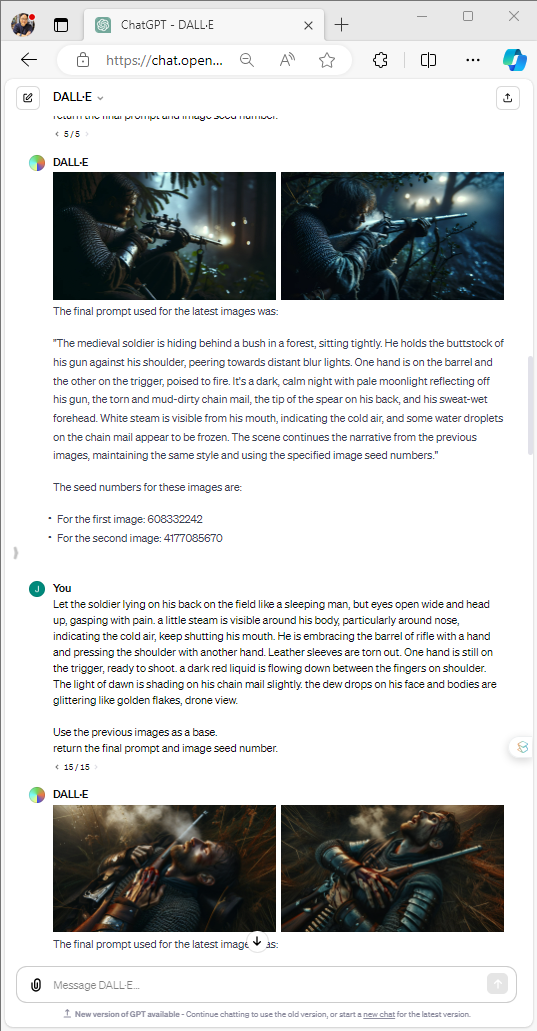 ChatGPT - DALL·E
https://chat.open...
DALL·E
return the final prompt and image seed number.
5 / 5
DALL·E
The final prompt used for the latest images was:
"The medieval soldier is hiding behind a bush in a forest, sitting tightly. He holds the buttstock of
his gun against his shoulder, peering towards distant blur lights. One hand is on the barrel and
the other on the trigger, poised to fire. It's a dark, calm night with pale moonlight reflecting off
his gun, the torn and mud-dirty chain mail, the tip of the spear on his back, and his sweat-wet
forehead. White steam is visible from his mouth, indicating the cold air, and some water droplets
on the chain mail appear to be frozen. The scene continues the narrative from the previous
images, maintaining the same style and using the specified image seed numbers."
The seed numbers for these images are:
• For the first image: 608332242
• For the second image: 4177085670
J
You
Let the soldier lying on his back on the field like a sleeping man, but eyes open wide and head
up, gasping with pain. a little steam is visible around his body, particularly around nose,
indicating the cold air, keep shutting his mouth. He is embracing the barrel of rifle with a hand
and pressing the shoulder with another hand. Leather sleeves are torn out. One hand is still on
the trigger, ready to shoot. a dark red liquid is flowing down between the fingers on shoulder.
The light of dawn is shading on his chain mail slightly. the dew drops on his face and bodies are
glittering like golden flakes, drone view.
Use the previous images as a base.
return the final prompt and image seed number.
15 / 15
DALL·E
The final prompt used for the latest image as:
Message DALL·E...
New version of GPT available - Continue chatting to use the old version, or start a new chat for the latest version.